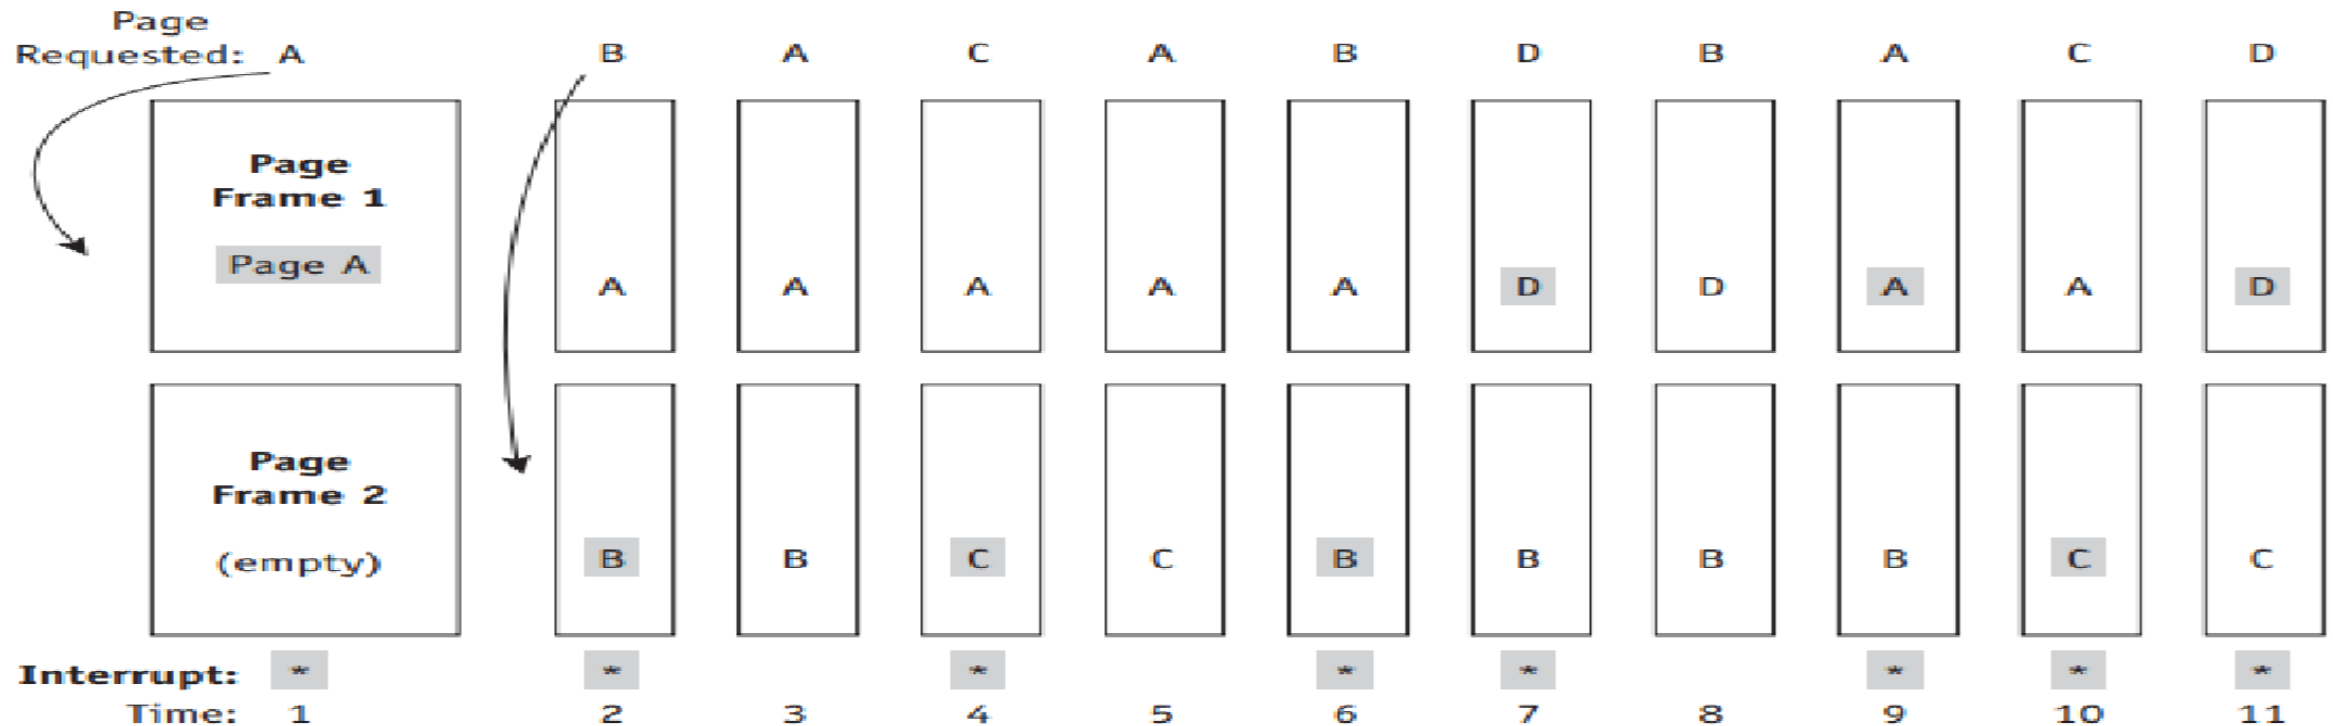 Page
Requested: A B A C A B D B A C D
Page
Frame 1
Page A
A A A A A D D A A D
Page
Frame 2
(empty)
B B C C B B B B C C
Interrupt: * * * * * * * *
Time: 1 2 3 4 5 6 7 8 9 10 11